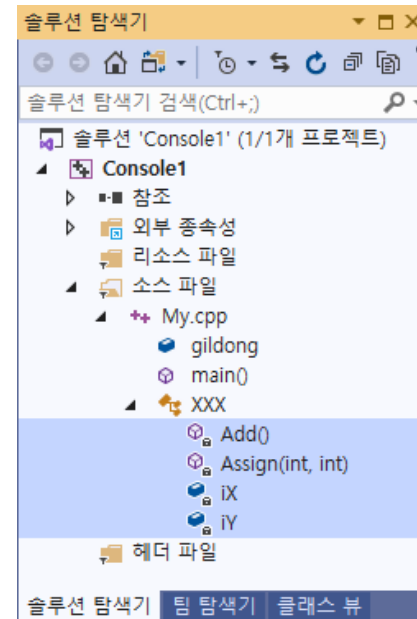 솔루션 탐색기
솔루션 탐색기 검색(Ctrl+;)
솔루션 'Console1' (1/1개 프로젝트)
Console1
참조
외부 종속성
리소스 파일
소스 파일
My.cpp
gildong
main()
XXX
Add()
Assign(int, int)
iX
iY
헤더 파일
솔루션 탐색기 팀 탐색기 클래스 뷰